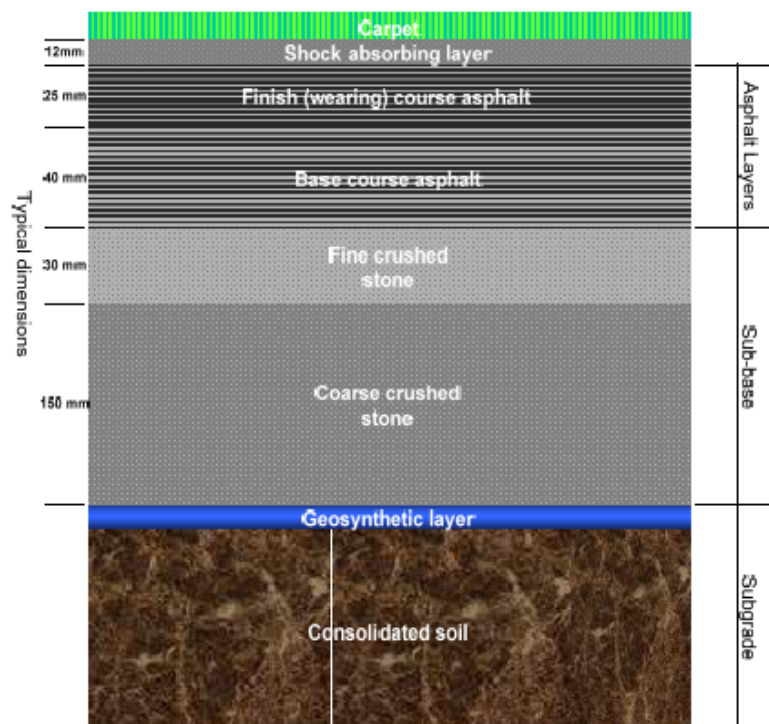 Carpet
12mm
Shock absorbing layer
25 mm
Finish (wearing) course asphalt
Asphalt Layers
40 mm
Base course asphalt
Typical dimensions
30 mm
Fine crushed
stone
Sub-base
150 mm
Coarse crushed
stone
Geosynthetic layer
Consolidated soil
Subgrade